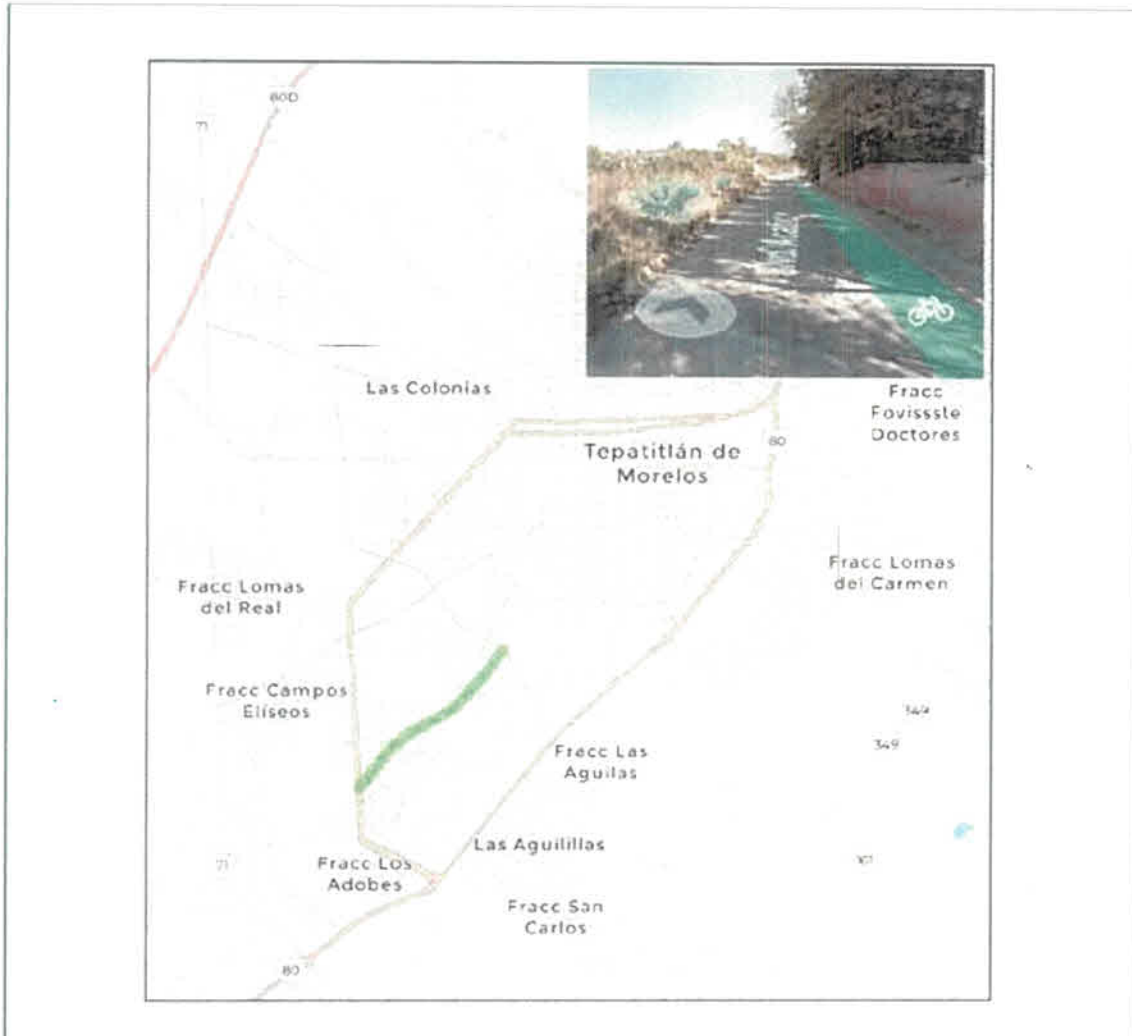 80D
71
Las Colonias
Fracc
Fovissste
Doctores
80
Tepatitlán de
Morelos
Fracc Lomas
del Carmen
Fracc Lomas
del Real
Fracc Campos
Elíseos
349
349
Fracc Las
Aguilas
Las Aguilillas
71
Fracc Los
Adobes
167
Fracc San
Carlos
80